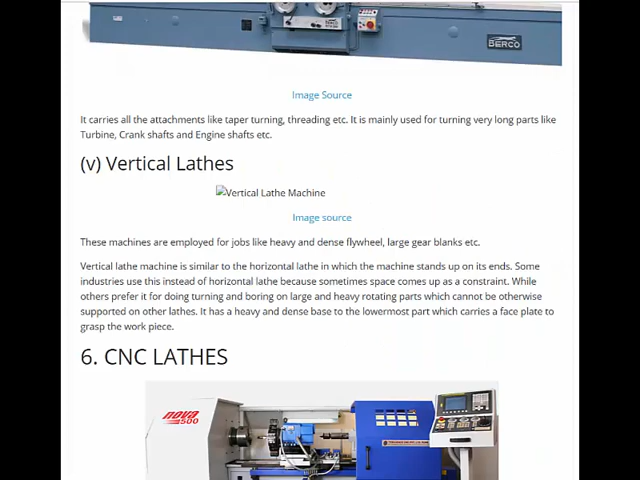 BERCO
Image Source
It carries all the attachments like taper turning, threading etc. It is mainly used for turning very long parts like
Turbine, Crank shafts and Engine shafts etc.
(v) Vertical Lathes
Vertical Lathe Machine
Image source
These machines are employed for jobs like heavy and dense flywheel, large gear blanks etc.
Vertical lathe machine is similar to the horizontal lathe in which the machine stands up on its ends. Some
industries use this instead of horizontal lathe because sometimes space comes up as a constraint. While
others prefer it for doing turning and boring on large and heavy rotating parts which cannot be otherwise
supported on other lathes. It has a heavy and dense base to the lowermost part which carries a face plate to
grasp the work piece.
6. CNC LATHES
nova
500